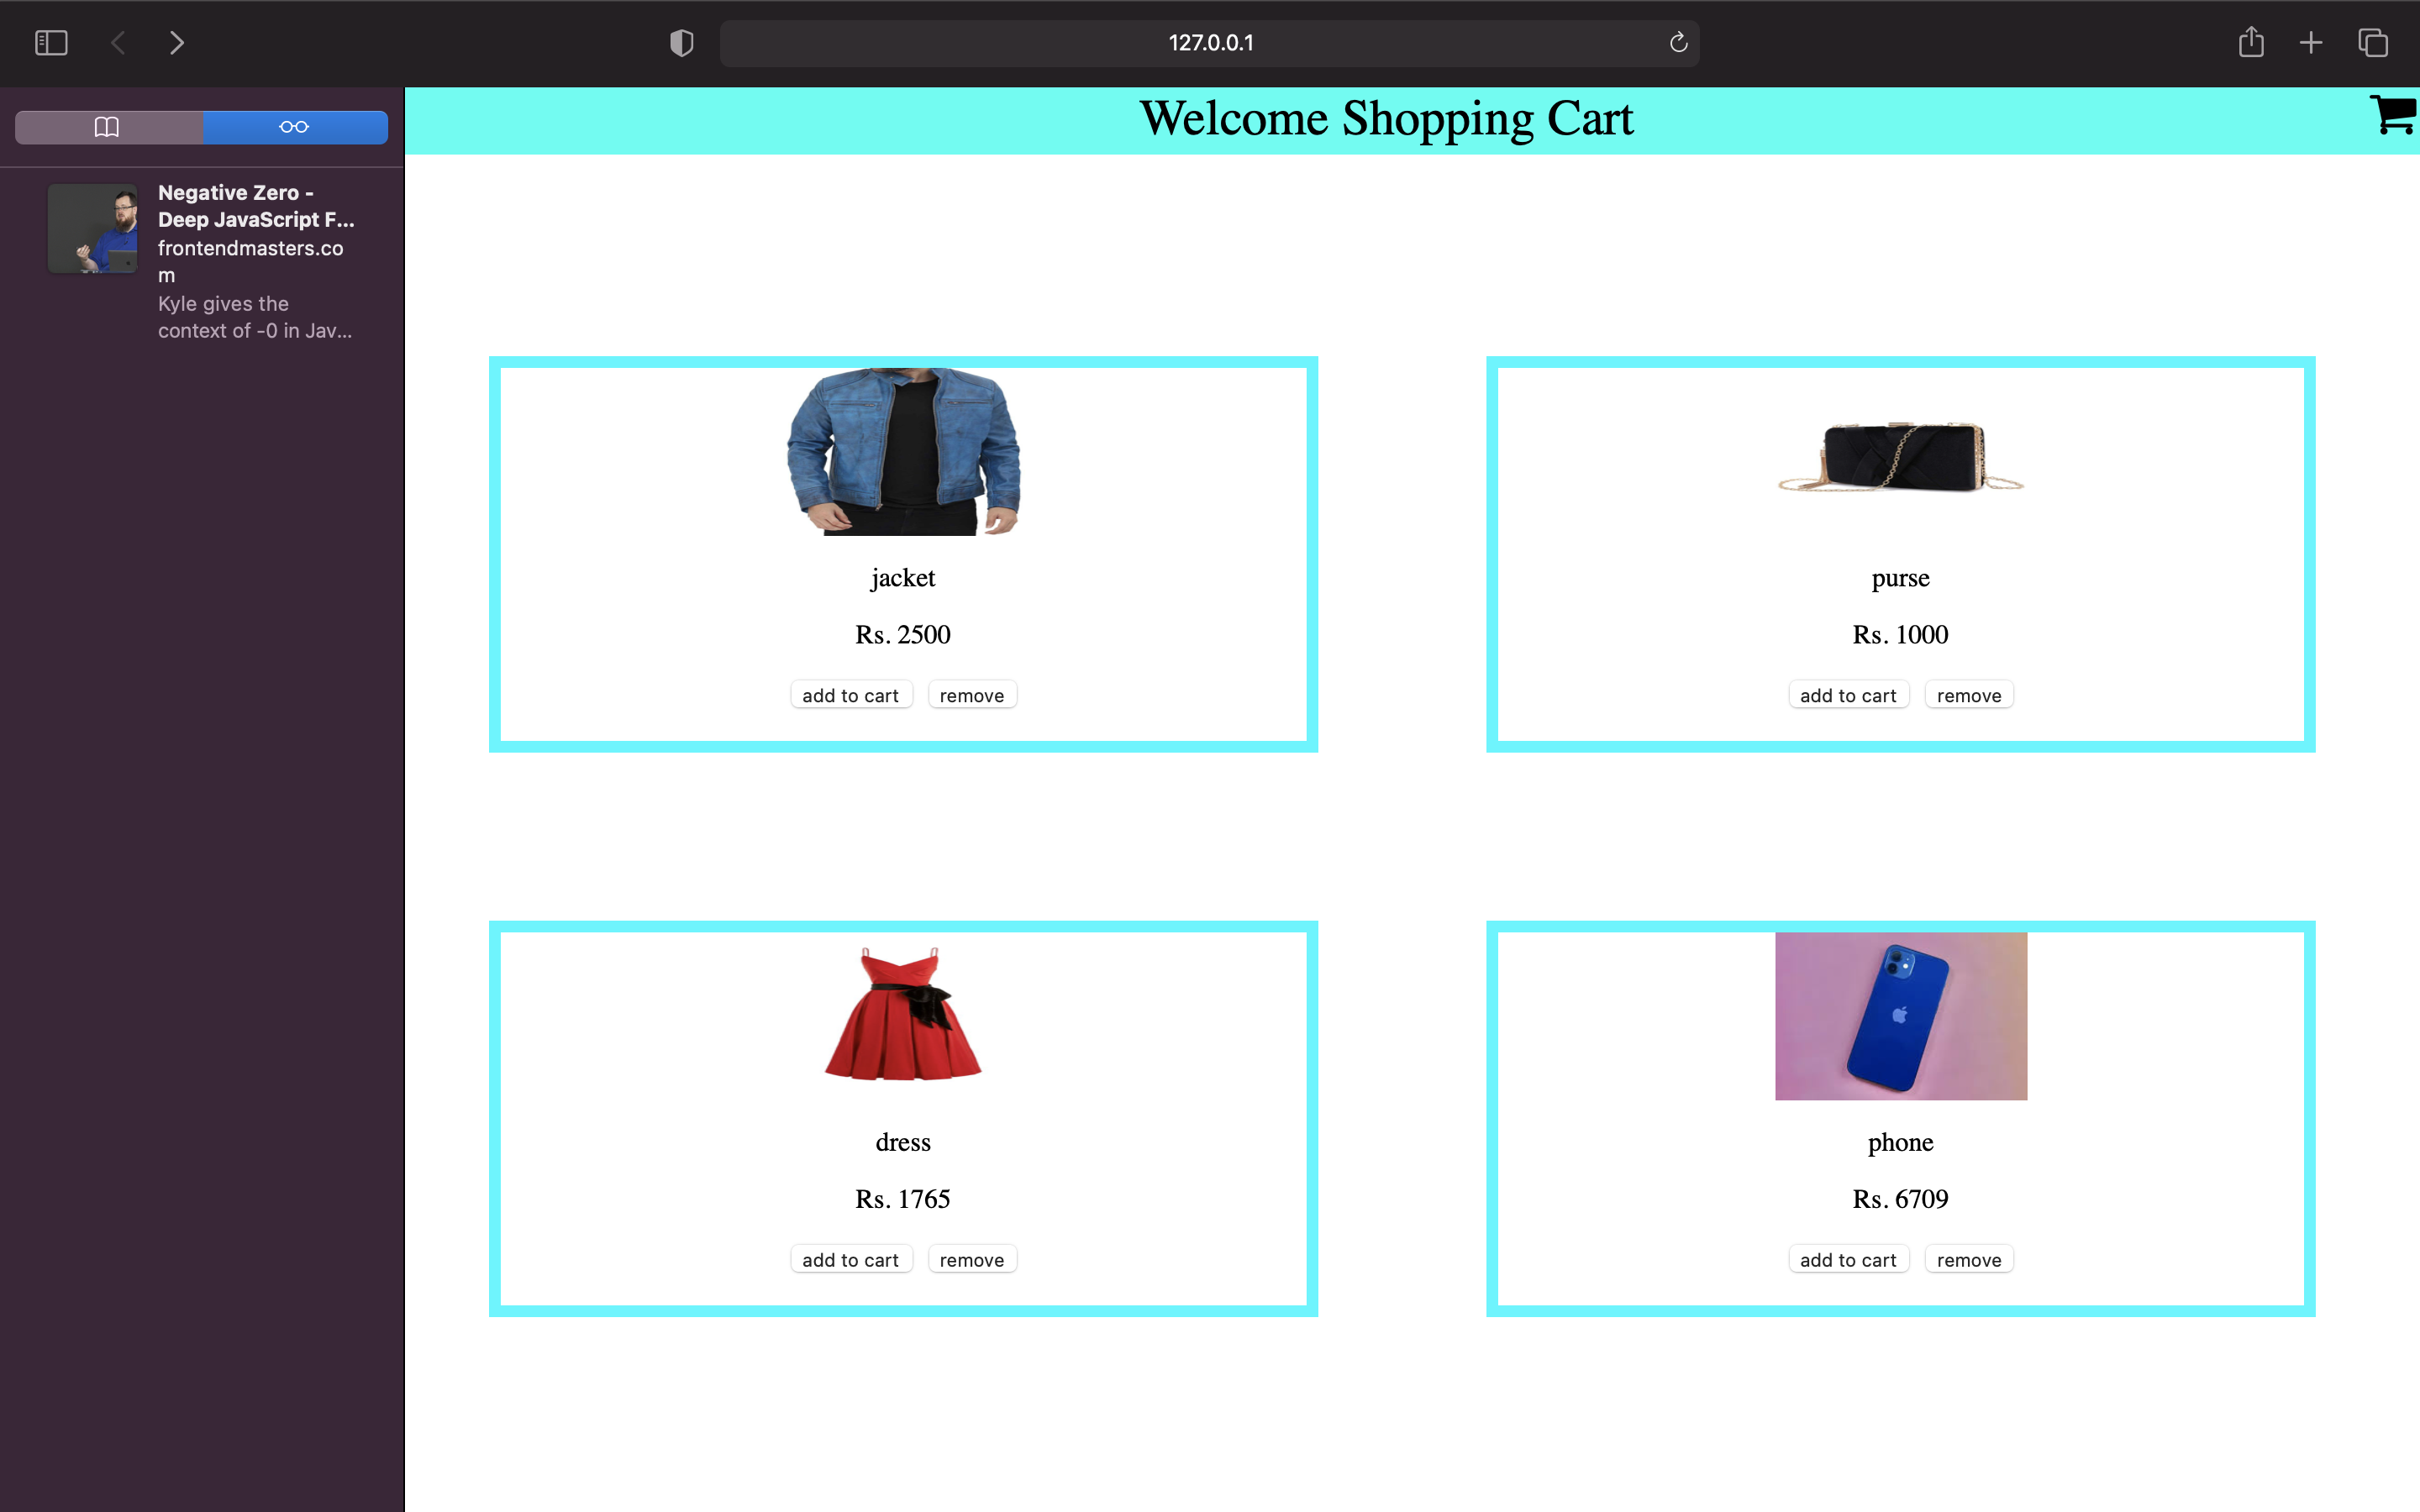 127.0.0.1
Negative Zero -
Deep JavaScript F...
frontendmasters.co
m
Kyle gives the
context of -0 in Jav...
Welcome Shopping Cart
jacket
Rs. 2500
add to cart remove
purse
Rs. 1000
add to cart remove
dress
Rs. 1765
add to cart remove
phone
Rs. 6709
add to cart remove